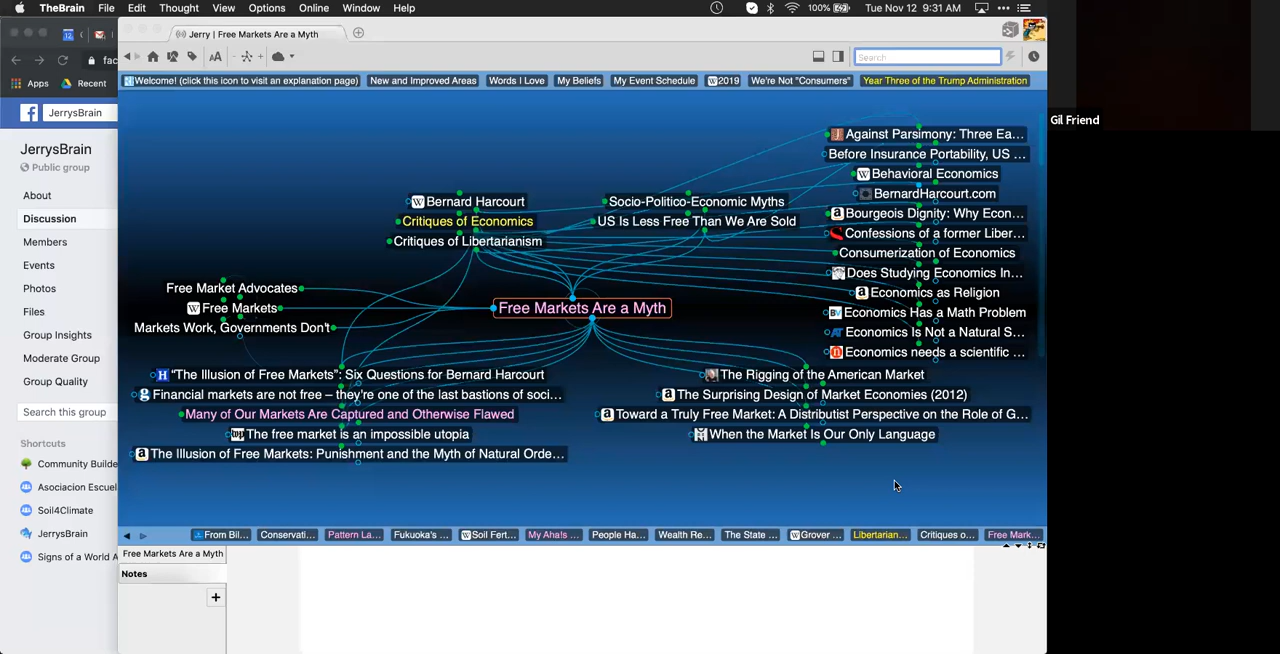 TheBrain File Edit Thought View Options Online Window Help 100% Tue Nov 12 9:31 AM
Jerry | Free Markets Are a Myth
Search
Welcome! (click this icon to visit an explanation page) New and Improved Areas Words I Love My Beliefs My Event Schedule 2019 We're Not "Consumers" Year Three of the Trump Administration
fac
Apps Recent
JerrysBrain
JerrysBrain
Public group
About
Discussion
Members
Events
Photos
Files
Group Insights
Moderate Group
Group Quality
Search this group
Shortcuts
Community Builde
Asociacion Escuel
Soil4Climate
JerrysBrain
Signs of a World A
Bernard Harcourt
Critiques of Economics
Critiques of Libertarianism
Socio-Politico-Economic Myths
US Is Less Free Than We Are Sold
Free Market Advocates
Free Markets
Markets Work, Governments Don't
Free Markets Are a Myth
Against Parsimony: Three Ea...
Before Insurance Portability, US ...
Behavioral Economics
BernardHarcourt.com
Bourgeois Dignity: Why Econ...
Confessions of a former Liber...
Consumerization of Economics
Does Studying Economics In...
Economics as Religion
Economics Has a Math Problem
Economics Is Not a Natural S...
Economics needs a scientific ...
"The Illusion of Free Markets": Six Questions for Bernard Harcourt
Financial markets are not free – they're one of the last bastions of soci...
Many of Our Markets Are Captured and Otherwise Flawed
The free market is an impossible utopia
The Illusion of Free Markets: Punishment and the Myth of Natural Orde...
The Rigging of the American Market
The Surprising Design of Market Economies (2012)
Toward a Truly Free Market: A Distributist Perspective on the Role of G...
When the Market Is Our Only Language
From Bil... Conservati... Pattern La... Fukuoka's ... Soil Fert... My Aha!s ... People Ha... Wealth Re... The State ... Grover ... Libertarian... Critiques o... Free Mark...
Free Markets Are a Myth
Notes
Gil Friend